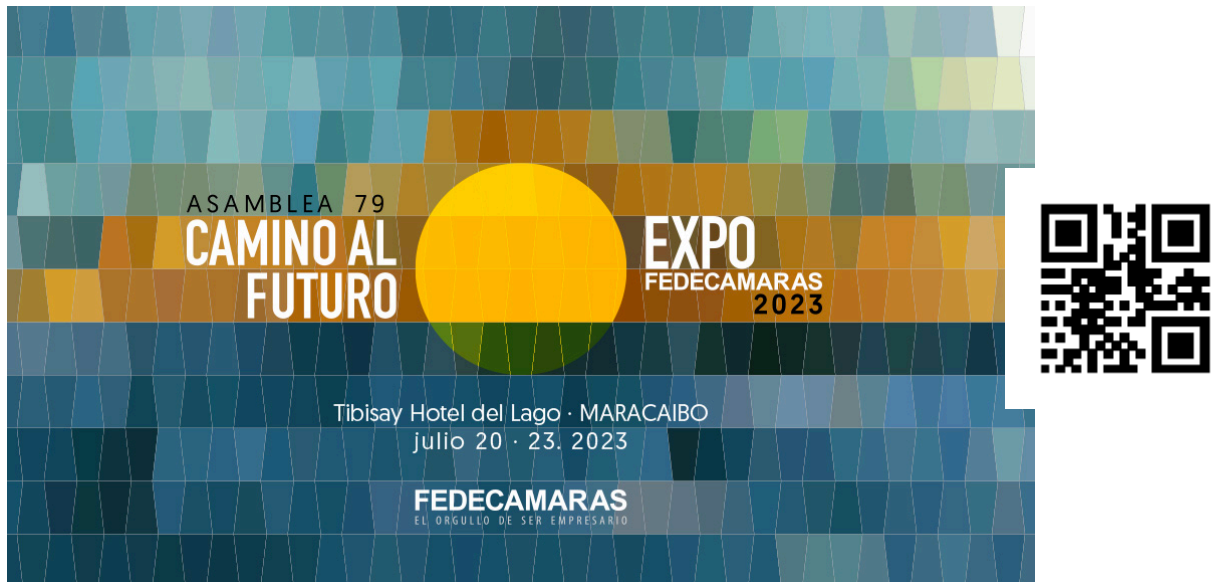 ASAMBLEA 79
CAMINO AL
FUTURO
EXPO
FEDECAMARAS
2023
Tibisay Hotel del Lago · MARACAIBO
julio 20 · 23. 2023
FEDECAMARAS
EL ORGULLO DE SER EMPRESARIO